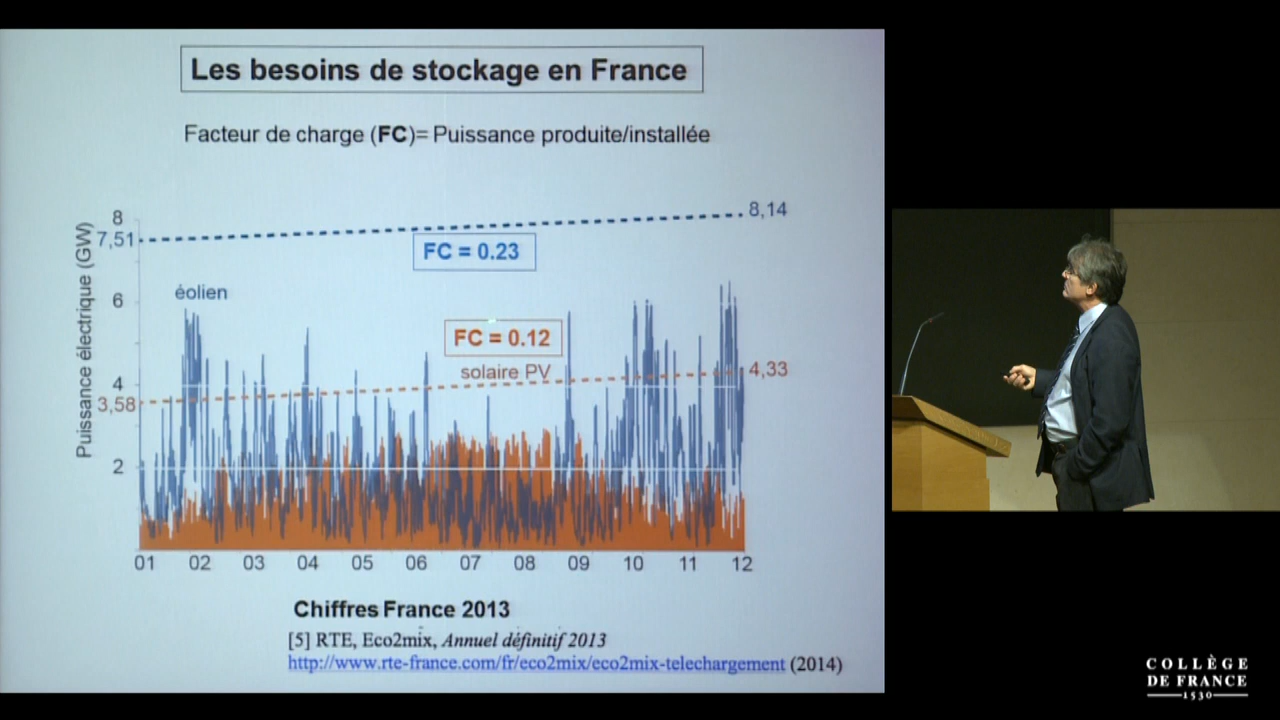 Les besoins de stockage en France
Facteur de charge (FC)= Puissance produite/installée
Puissance électrique (GW)
8
7,51
8,14
FC = 0.23
éolien
6
FC = 0.12
solaire PV
4
4,33
3,58
2
01 02 03 04 05 06 07 08 09 10 11 12
Chiffres France 2013
[5] RTE, Eco2mix, Annuel définitif 2013
http://www.rte-france.com/fr/eco2mix/eco2mix-telechargement (2014)
COLLÈGE
DE FRANCE
1530